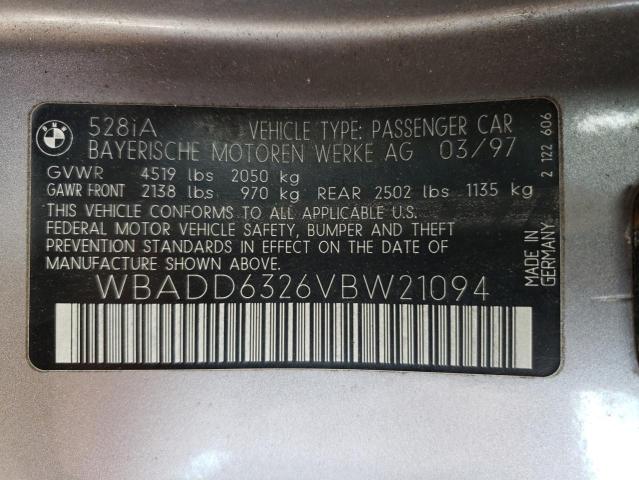 BMW
528iA VEHICLE TYPE: PASSENGER CAR
BAYERISCHE MOTOREN WERKE AG 03/97
GVWR 4519 lbs 2050 kg
GAWR FRONT 2138 lbs 970 kg REAR 2502 lbs 1135 kg
THIS VEHICLE CONFORMS TO ALL APPLICABLE U.S.
FEDERAL MOTOR VEHICLE SAFETY, BUMPER AND THEFT
PREVENTION STANDARDS IN EFFECT ON THE DATE OF
MANUFACTURE SHOWN ABOVE.
WBADD6326VBW21094
2 122 606
MADE IN
GERMANY